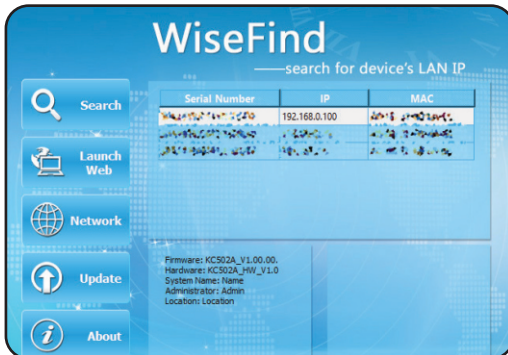 WiseFind
——search for device's LAN IP
Search
Launch
Web
Network
Update
About
Serial Number IP MAC
192.168.0.100
Firmware: KC502A_V1.00.00.
Hardware: KC502A_HW_V1.0
System Name: Name
Administrator: Admin
Location: Location